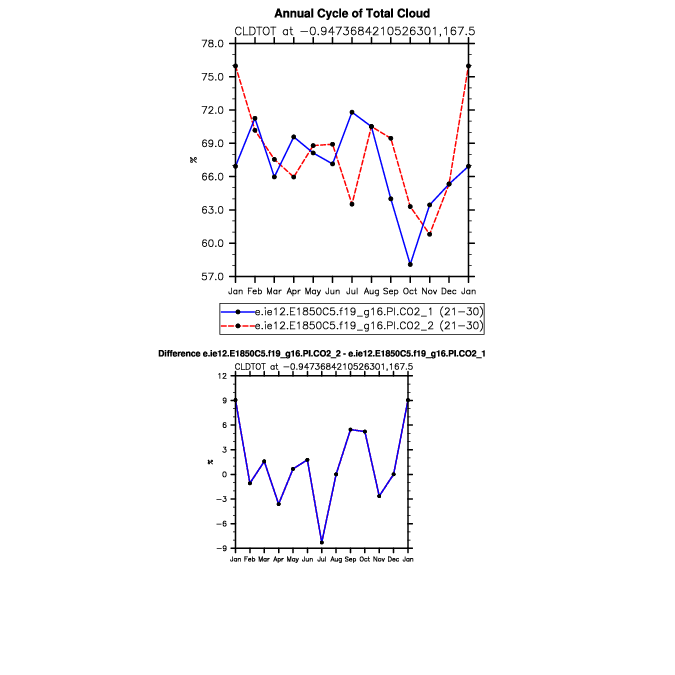 Annual Cycle of Total Cloud
CLDTOT at −0.9473684210526301,167.5
78.0
75.0
72.0
69.0
66.0
63.0
60.0
57.0
%
Jan Feb Mar Apr May Jun Jul Aug Sep Oct Nov Dec Jan
e.ie12.E1850C5.f19_g16.PI.CO2_1 (21−30)
e.ie12.E1850C5.f19_g16.PI.CO2_2 (21−30)
Difference e.ie12.E1850C5.f19_g16.PI.CO2_2 - e.ie12.E1850C5.f19_g16.PI.CO2_1
CLDTOT at −0.9473684210526301,167.5
12
9
6
3
0
−3
−6
−9
%
Jan Feb Mar Apr May Jun Jul Aug Sep Oct Nov Dec Jan